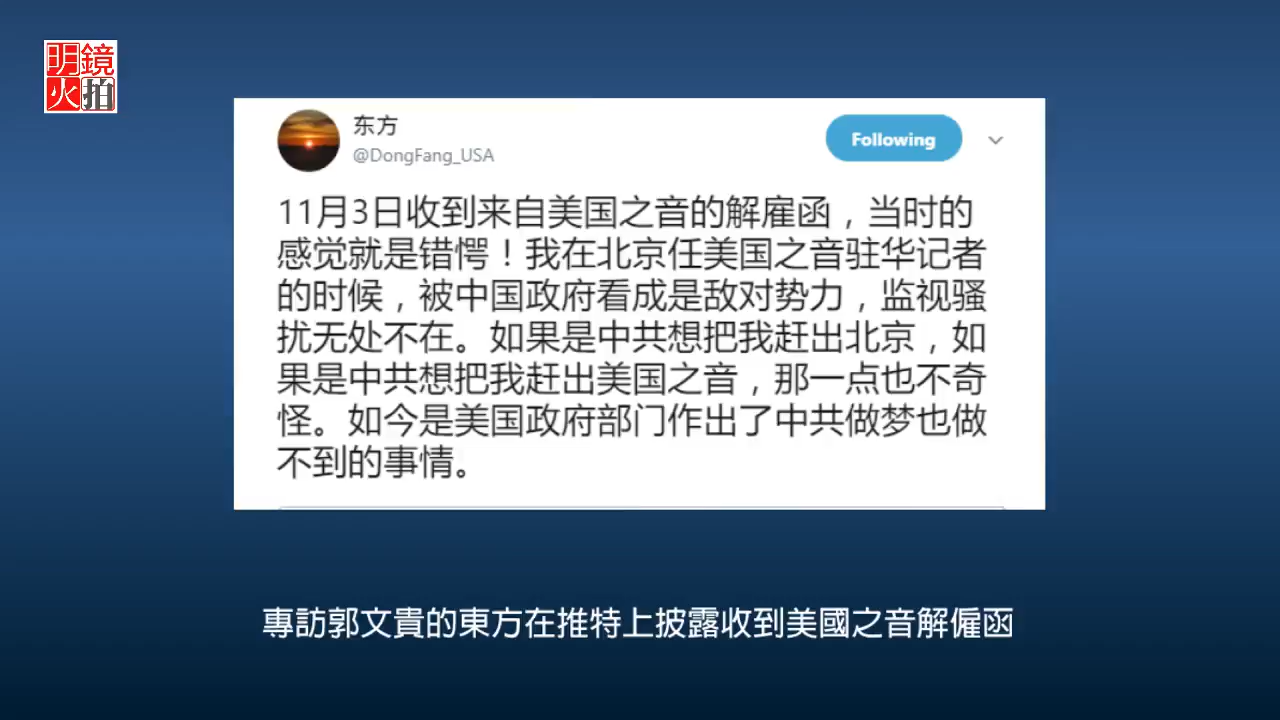 明鏡
火拍
东方
@DongFang_USA
Following
11月3日收到来自美国之音的解雇函，当时的
感觉就是错愕！我在北京任美国之音驻华记者
的时候，被中国政府看成是敌对势力，监视骚
扰无处不在。如果是中共想把我赶出北京，如
果是中共想把我赶出美国之音，那一点也不奇
怪。如今是美国政府部门作出了中共做梦也做
不到的事情。
專訪郭文貴的東方在推特上披露收到美國之音解僱函